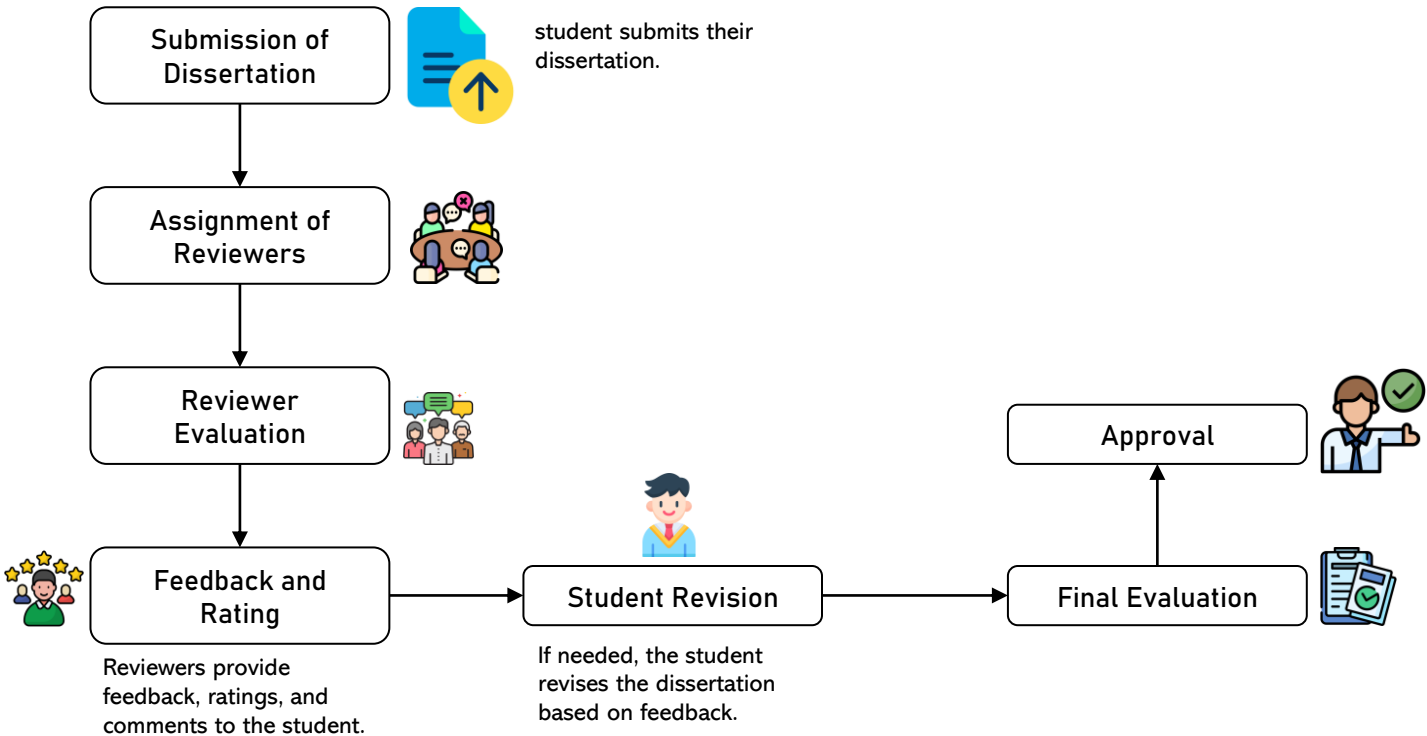 Submission of
Dissertation
student submits their
dissertation.
Assignment of
Reviewers
Reviewer
Evaluation
Approval
Feedback and
Rating
Student Revision
Final Evaluation
Reviewers provide
feedback, ratings, and
comments to the student.
If needed, the student
revises the dissertation
based on feedback.